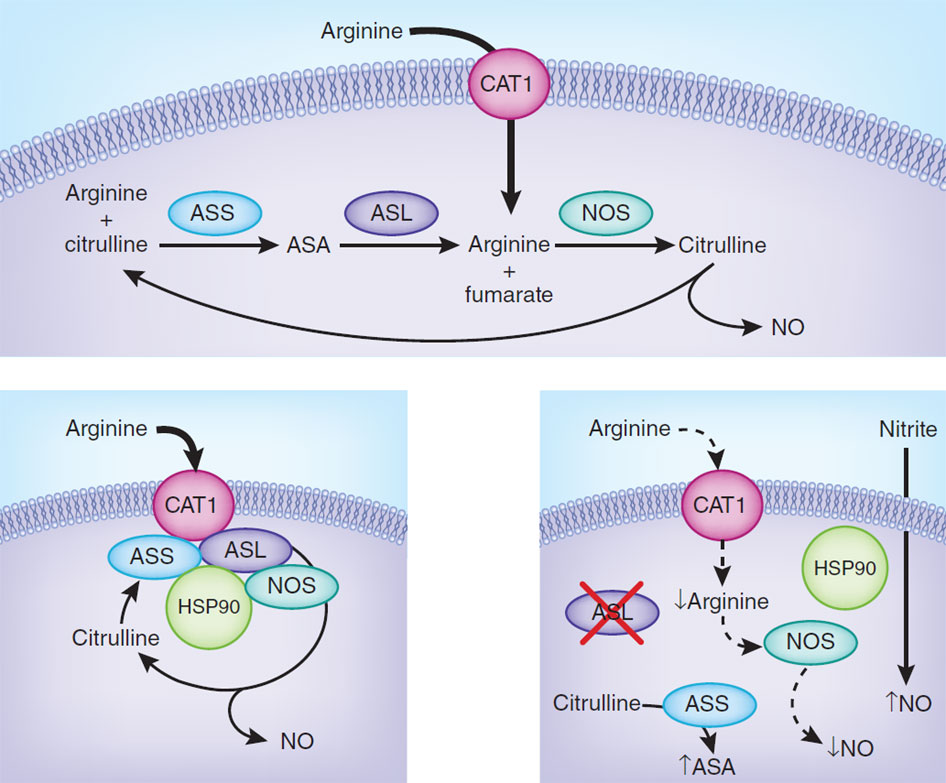 Arginine
CAT1
Arginine
+
citrulline
ASS
ASA
ASL
Arginine
+
fumarate
NOS
Citrulline
NO
Arginine
CAT1
ASS
ASL
HSP90
NOS
Citrulline
NO
Arginine
Nitrite
CAT1
HSP90
ASL
↓Arginine
NOS
Citrulline
ASS
↑NO
↓NO
↑ASA